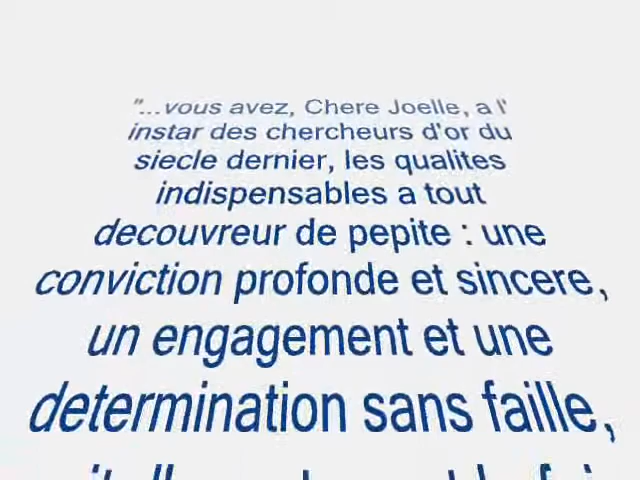 "...vous avez, Chere Joelle, a l'
instar des chercheurs d'or du
siecle dernier, les qualites
indispensables a tout
decouvreur de pepite : une
conviction profonde et sincere,
un engagement et une
determination sans faille,